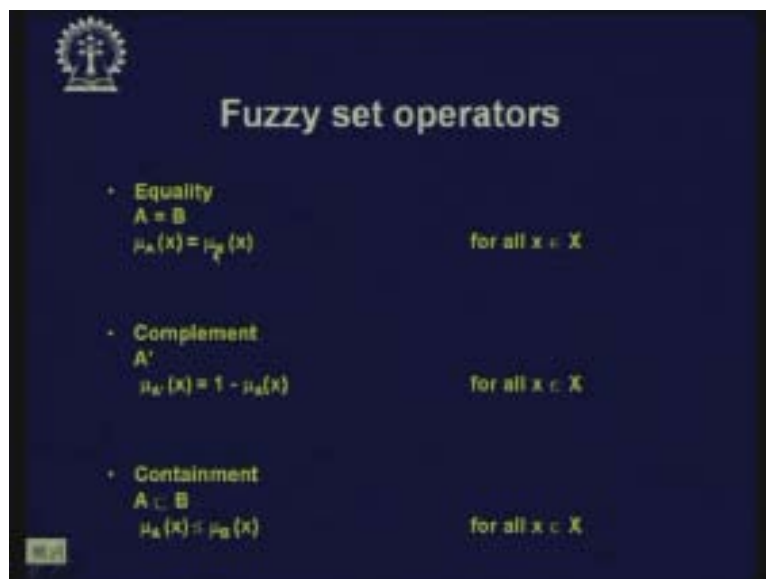 Fuzzy set operators
• Equality
A = B
μA (x) = μB (x) for all x ∈ X
• Complement
A'
μA' (x) = 1 - μA(x) for all x ∈ X
• Containment
A ⊂ B
μA (x) ≤ μB (x) for all x ∈ X